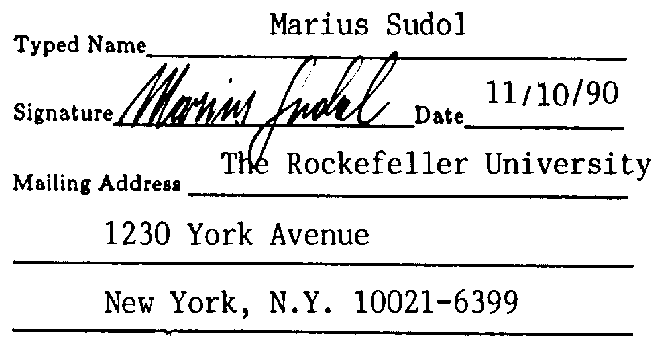 Typed Name Marius Sudol
Signature Marius Sudol Date 11/10/90
Mailing Address The Rockefeller University
1230 York Avenue
New York, N.Y. 10021-6399